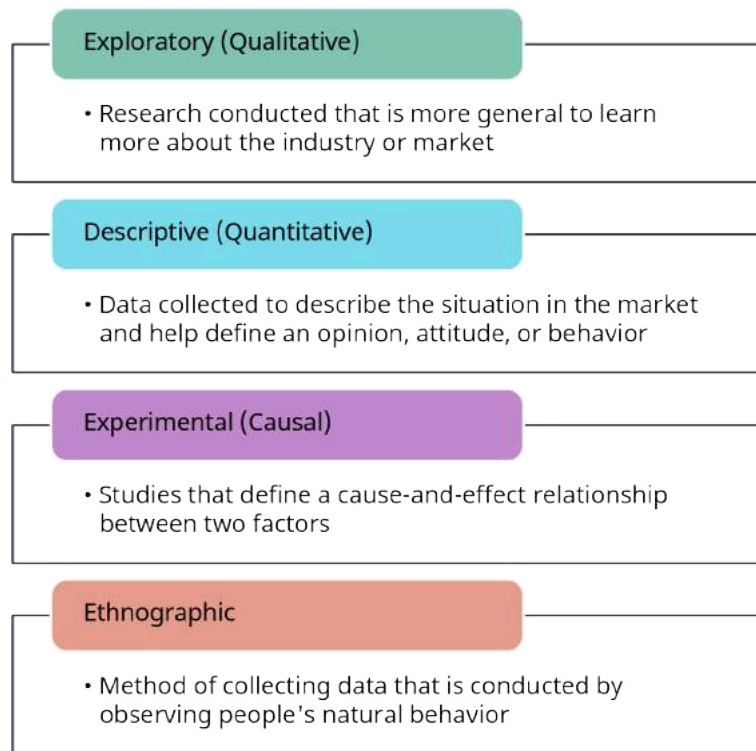 Exploratory (Qualitative)
• Research conducted that is more general to learn
more about the industry or market
Descriptive (Quantitative)
• Data collected to describe the situation in the market
and help define an opinion, attitude, or behavior
Experimental (Causal)
• Studies that define a cause-and-effect relationship
between two factors
Ethnographic
• Method of collecting data that is conducted by
observing people's natural behavior